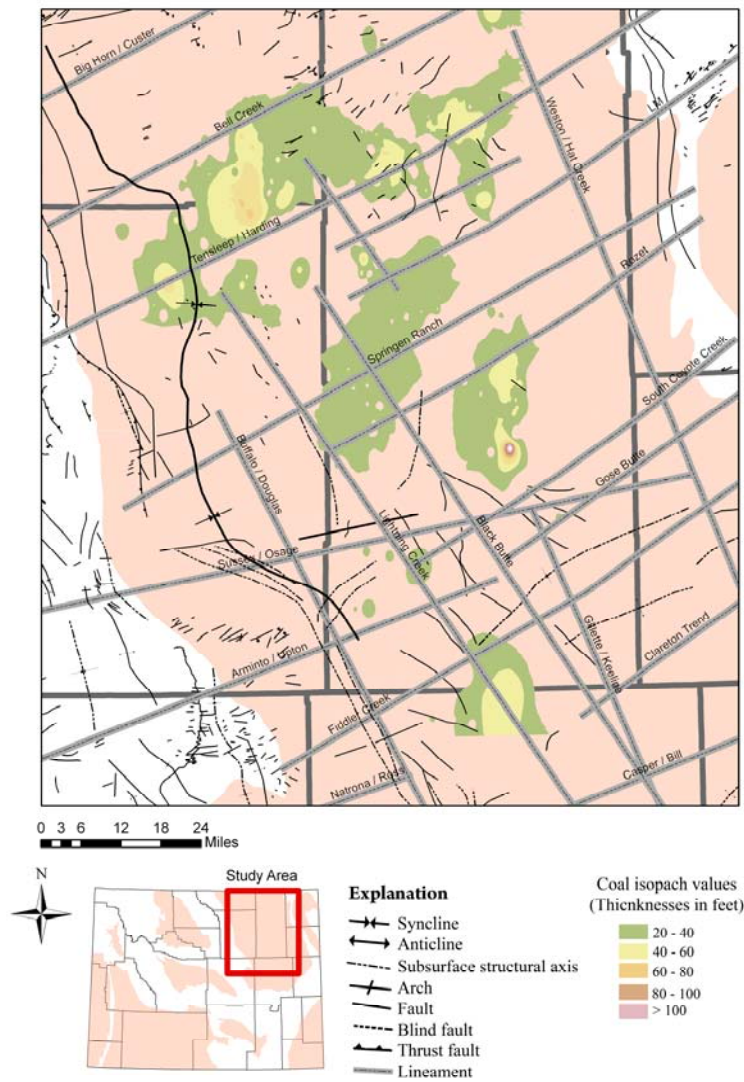 Big Horn / Custer
Bell Creek
Weston / Hal Creek
Tensleep / Harding
Rozet
Springen Ranch
South Coyote Creek
Gose Butte
Buffalo / Douglas
Lightning Creek
Black Butte
Sussex / Osage
Gillette / Keeline
Clareton Trend
Arminto / Upton
Fiddler Creek
Casper / Bill
Natrona / Ross
0 3 6 12 18 24
Miles
N
Study Area
Explanation
Syncline
Anticline
Subsurface structural axis
Arch
Fault
Blind fault
Thrust fault
Lineament
Coal isopach values
(Thicnknesses in feet)
20 - 40
40 - 60
60 - 80
80 - 100
> 100